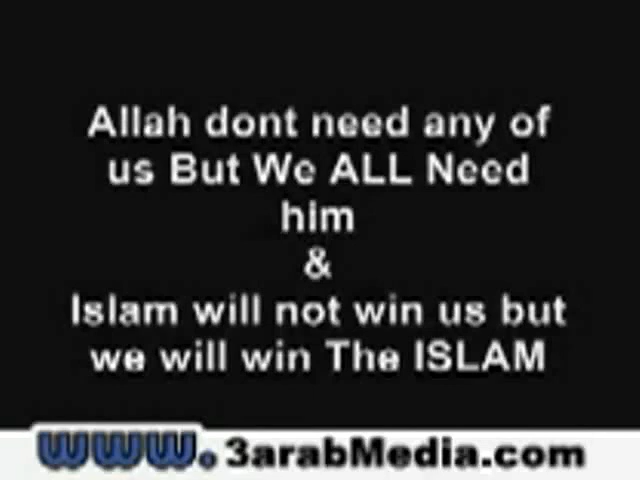 Allah dont need any of
us But We ALL Need
him
&
Islam will not win us but
we will win The ISLAM
www.3arabMedia.com